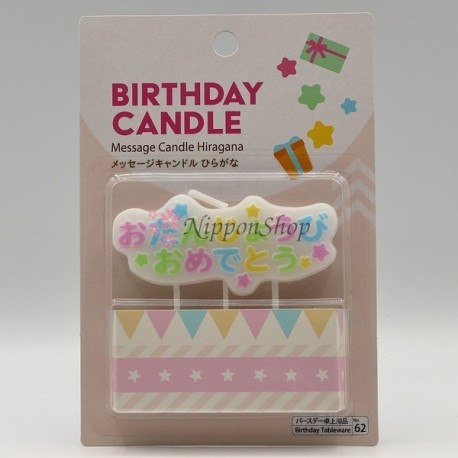 BIRTHDAY
CANDLE
Message Candle Hiragana
メッセージキャンドル ひらがな
NipponShop
おたんじょうび
おめでとう
バースデー卓上用品
Birthday Tableware
No.
62